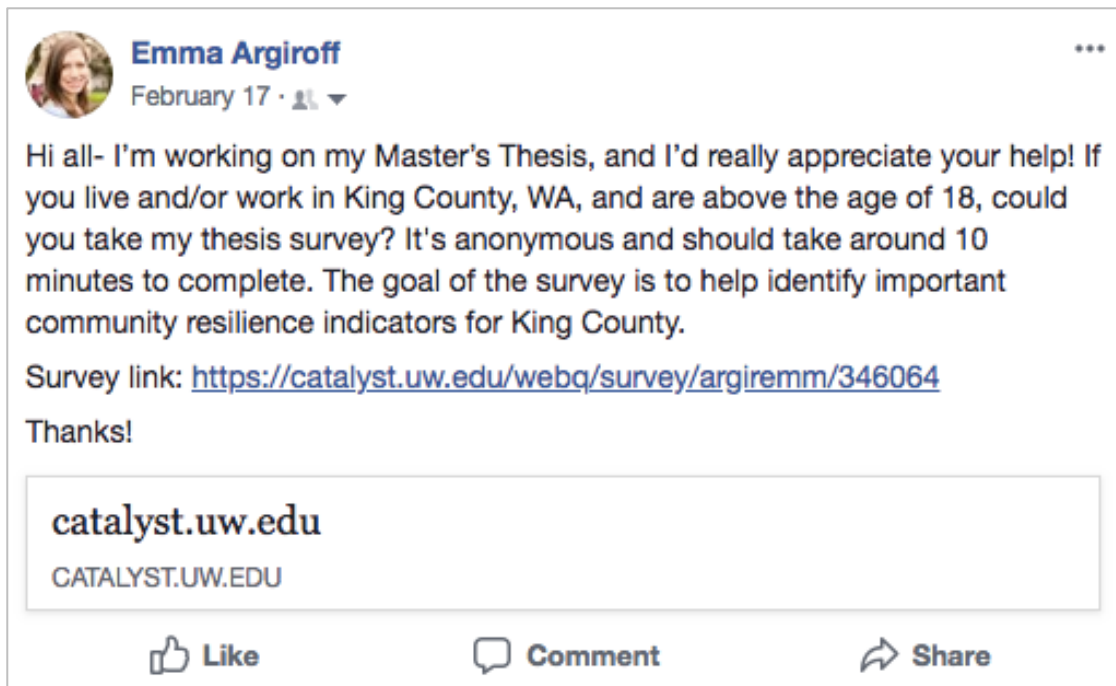 Emma Argiroff
February 17 ·
Hi all- I’m working on my Master’s Thesis, and I’d really appreciate your help! If
you live and/or work in King County, WA, and are above the age of 18, could
you take my thesis survey? It's anonymous and should take around 10
minutes to complete. The goal of the survey is to help identify important
community resilience indicators for King County.
Survey link: https://catalyst.uw.edu/webq/survey/argiremm/346064
Thanks!
catalyst.uw.edu
CATALYST.UW.EDU
Like Comment Share